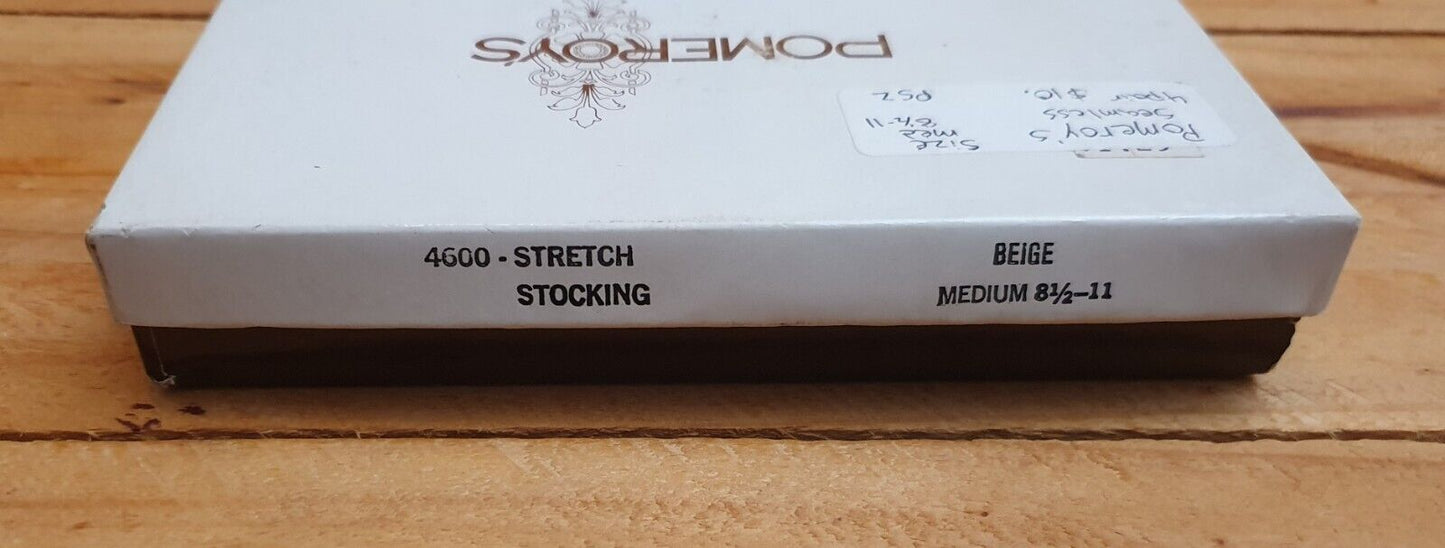 POMEROY'S
Pomeroy's
Seamless
4 pair $10.
Size
med
8½-11
PSZ
4600 - STRETCH
STOCKING
BEIGE
MEDIUM 8½–11